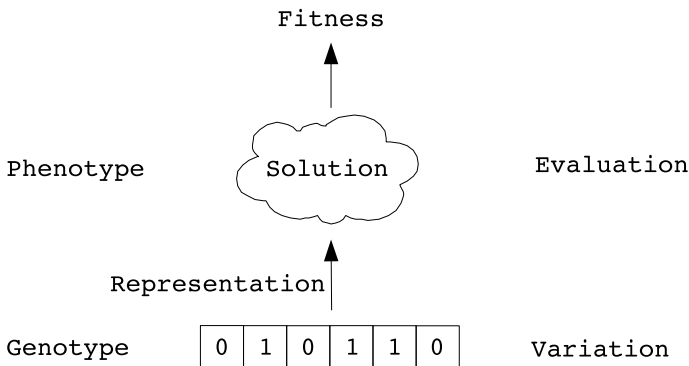 Fitness
Phenotype Solution Evaluation
Representation
Genotype 0 1 0 1 1 0 Variation